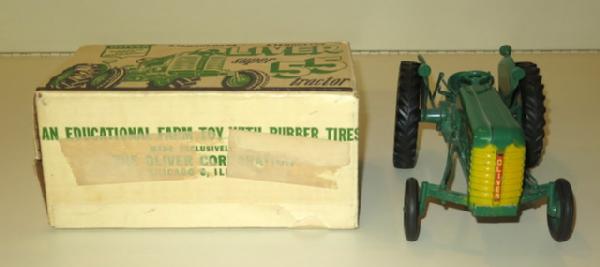 OLIVER
super 55
tractor
AN EDUCATIONAL FARM TOY WITH RUBBER TIRES
MADE EXCLUSIVELY
THE OLIVER CORPORATION
CHICAGO 6, ILL
OLIVER